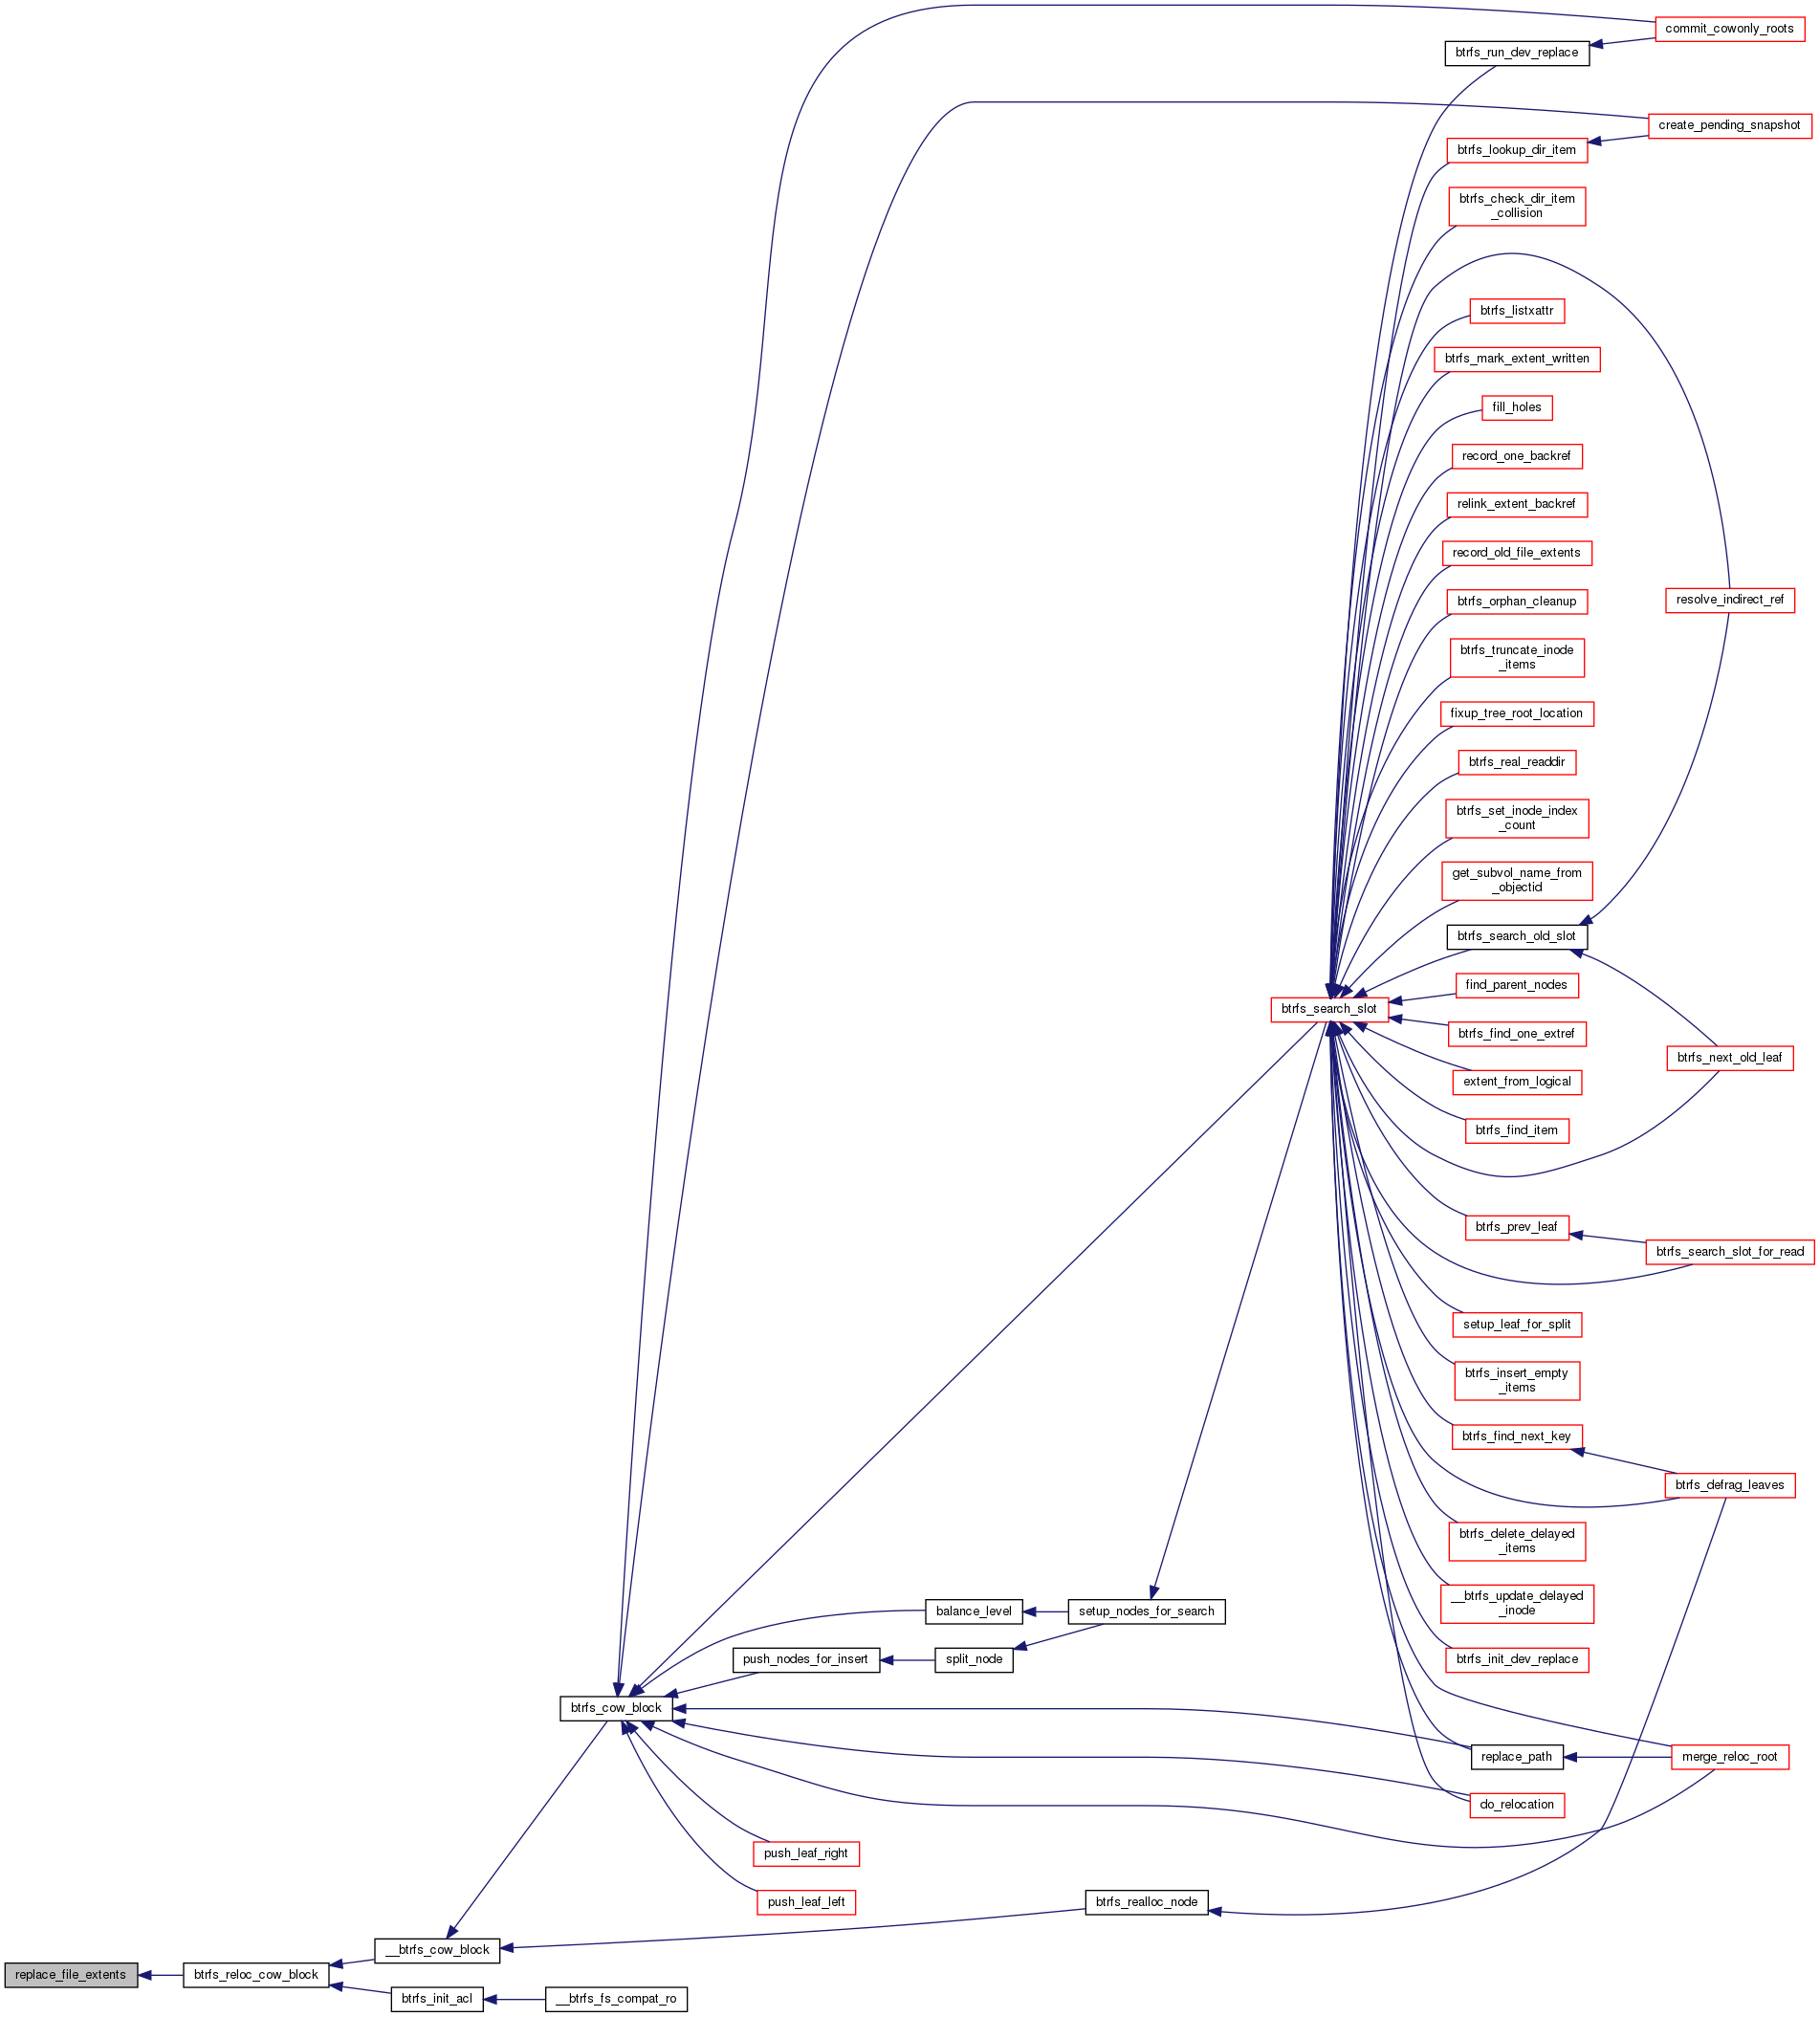 commit_cowonly_roots
btrfs_run_dev_replace
create_pending_snapshot
btrfs_lookup_dir_item
btrfs_check_dir_item
_collision
btrfs_listxattr
btrfs_mark_extent_written
fill_holes
record_one_backref
relink_extent_backref
record_old_file_extents
btrfs_orphan_cleanup
resolve_indirect_ref
btrfs_truncate_inode
_items
fixup_tree_root_location
btrfs_real_readdir
btrfs_set_inode_index
_count
get_subvol_name_from
_objectid
btrfs_search_old_slot
find_parent_nodes
btrfs_search_slot
btrfs_find_one_extref
btrfs_next_old_leaf
extent_from_logical
btrfs_find_item
btrfs_prev_leaf
btrfs_search_slot_for_read
setup_leaf_for_split
btrfs_insert_empty
_items
btrfs_find_next_key
btrfs_defrag_leaves
btrfs_delete_delayed
_items
__btrfs_update_delayed
_inode
balance_level
setup_nodes_for_search
push_nodes_for_insert
split_node
btrfs_init_dev_replace
btrfs_cow_block
replace_path
merge_reloc_root
do_relocation
push_leaf_right
push_leaf_left
btrfs_realloc_node
__btrfs_cow_block
replace_file_extents
btrfs_reloc_cow_block
btrfs_init_acl
__btrfs_fs_compat_ro